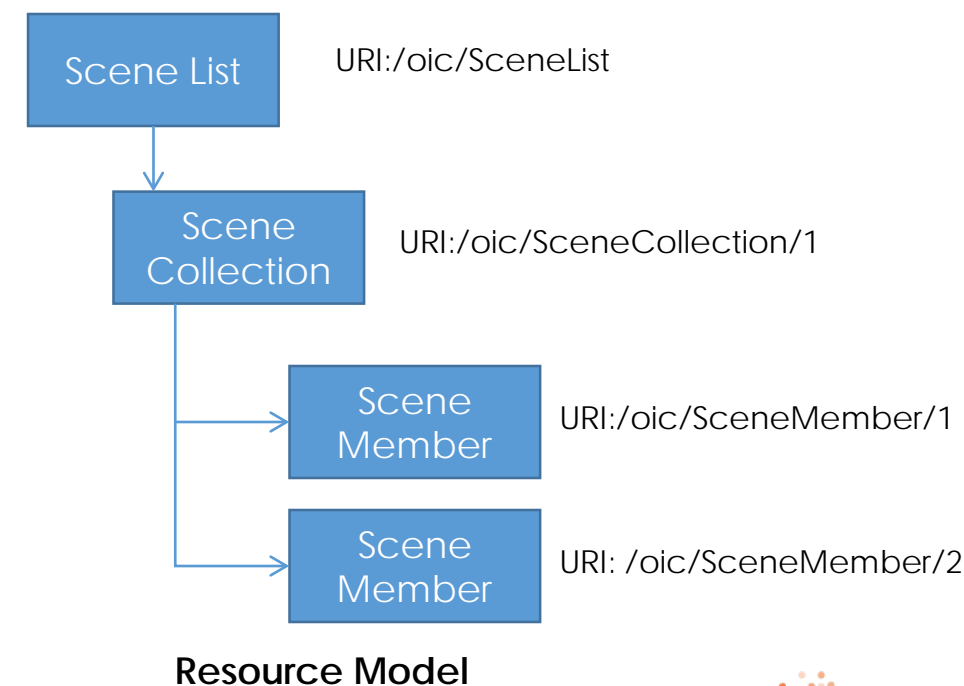 Scene List
URI:/oic/SceneList
Scene
Collection
URI:/oic/SceneCollection/1
Scene
Member
URI:/oic/SceneMember/1
Scene
Member
URI: /oic/SceneMember/2
Resource Model